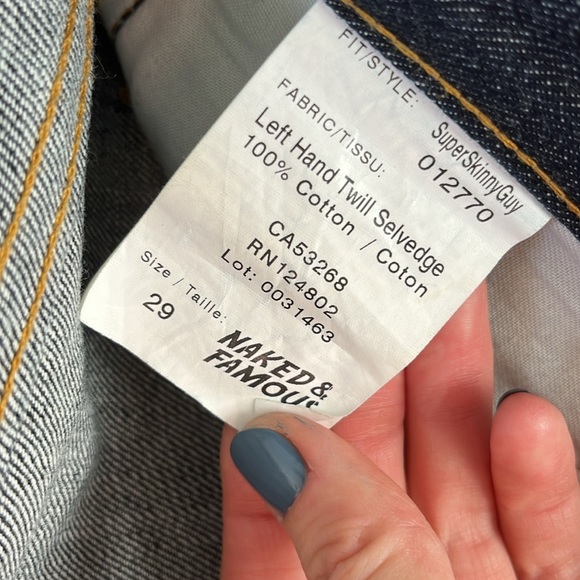 FIT/STYLE:
SuperSkinnyGuy
012770
FABRIC/TISSU:
Left Hand Twill Selvedge
100% Cotton / Coton
CA53268
RN124802
Lot: 0031463
Size / Taille:
29
NAKED &
FAMOUS